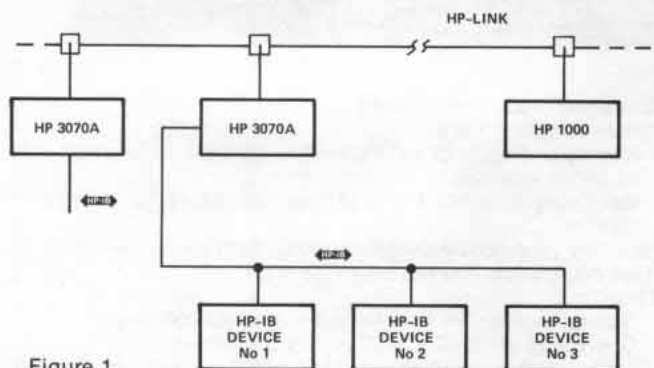 HP-LINK
HP 3070A
HP 3070A
HP 1000
HP-IB
HP-IB
HP-IB
DEVICE
No 1
HP-IB
DEVICE
No 2
HP-IB
DEVICE
No 3
Figure 1